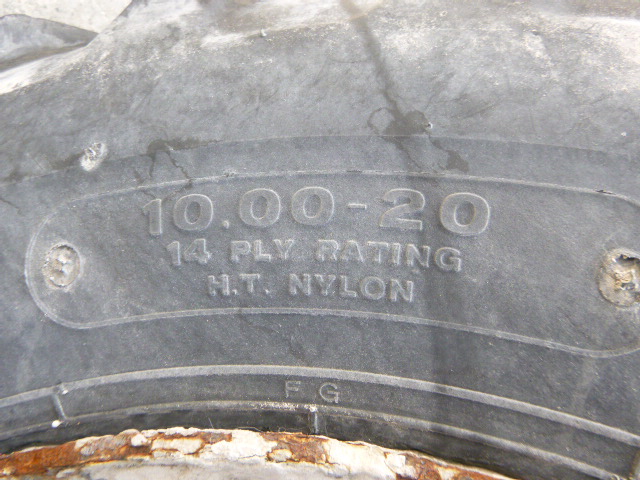 10.00-20
14 PLY RATING
H.T. NYLON
F G